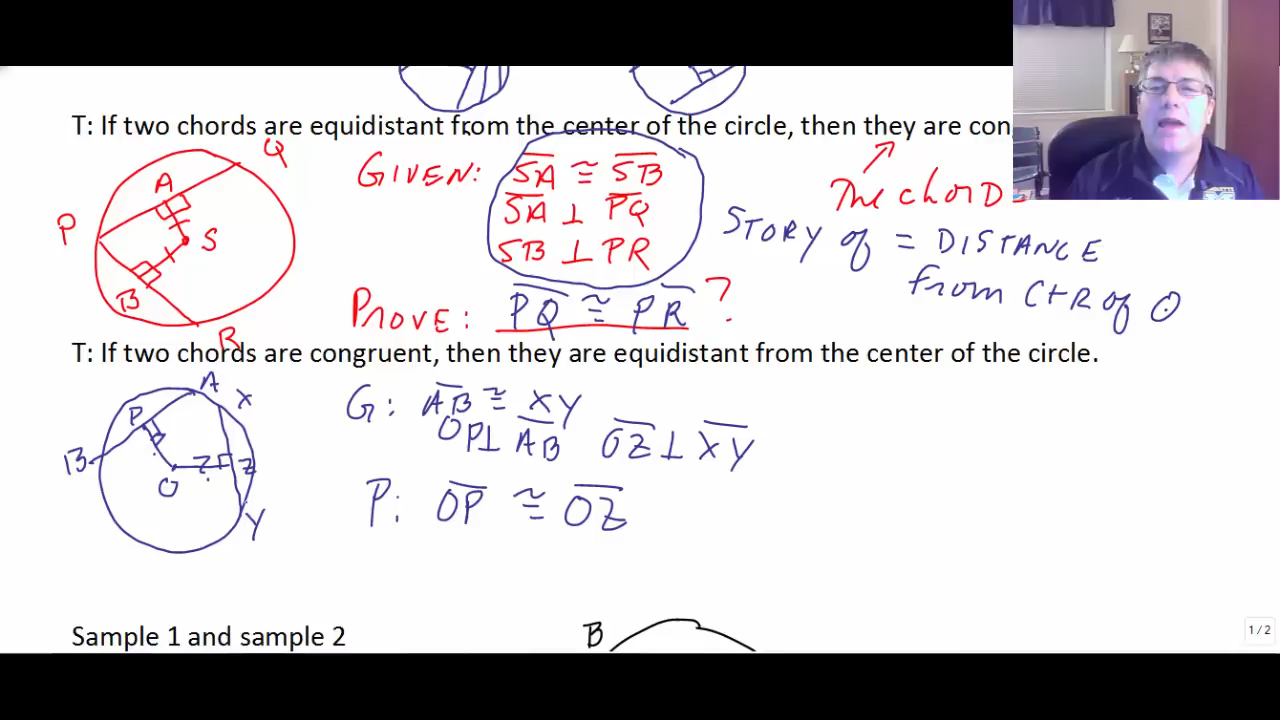 T: If two chords are equidistant from the center of the circle, then they are con
Q
A
P
S
B
R
GIVEN: SA ≅ SB
SA ⊥ PQ
SB ⊥ PR
The chords
STORY of = DISTANCE
from CTR of ⊙
PROVE: PQ ≅ PR ?
T: If two chords are congruent, then they are equidistant from the center of the circle.
A
X
P
B
? Z
O
Y
G: AB ≅ XY
OP ⊥ AB OZ ⊥ XY
P: OP ≅ OZ
Sample 1 and sample 2
B
1 / 2